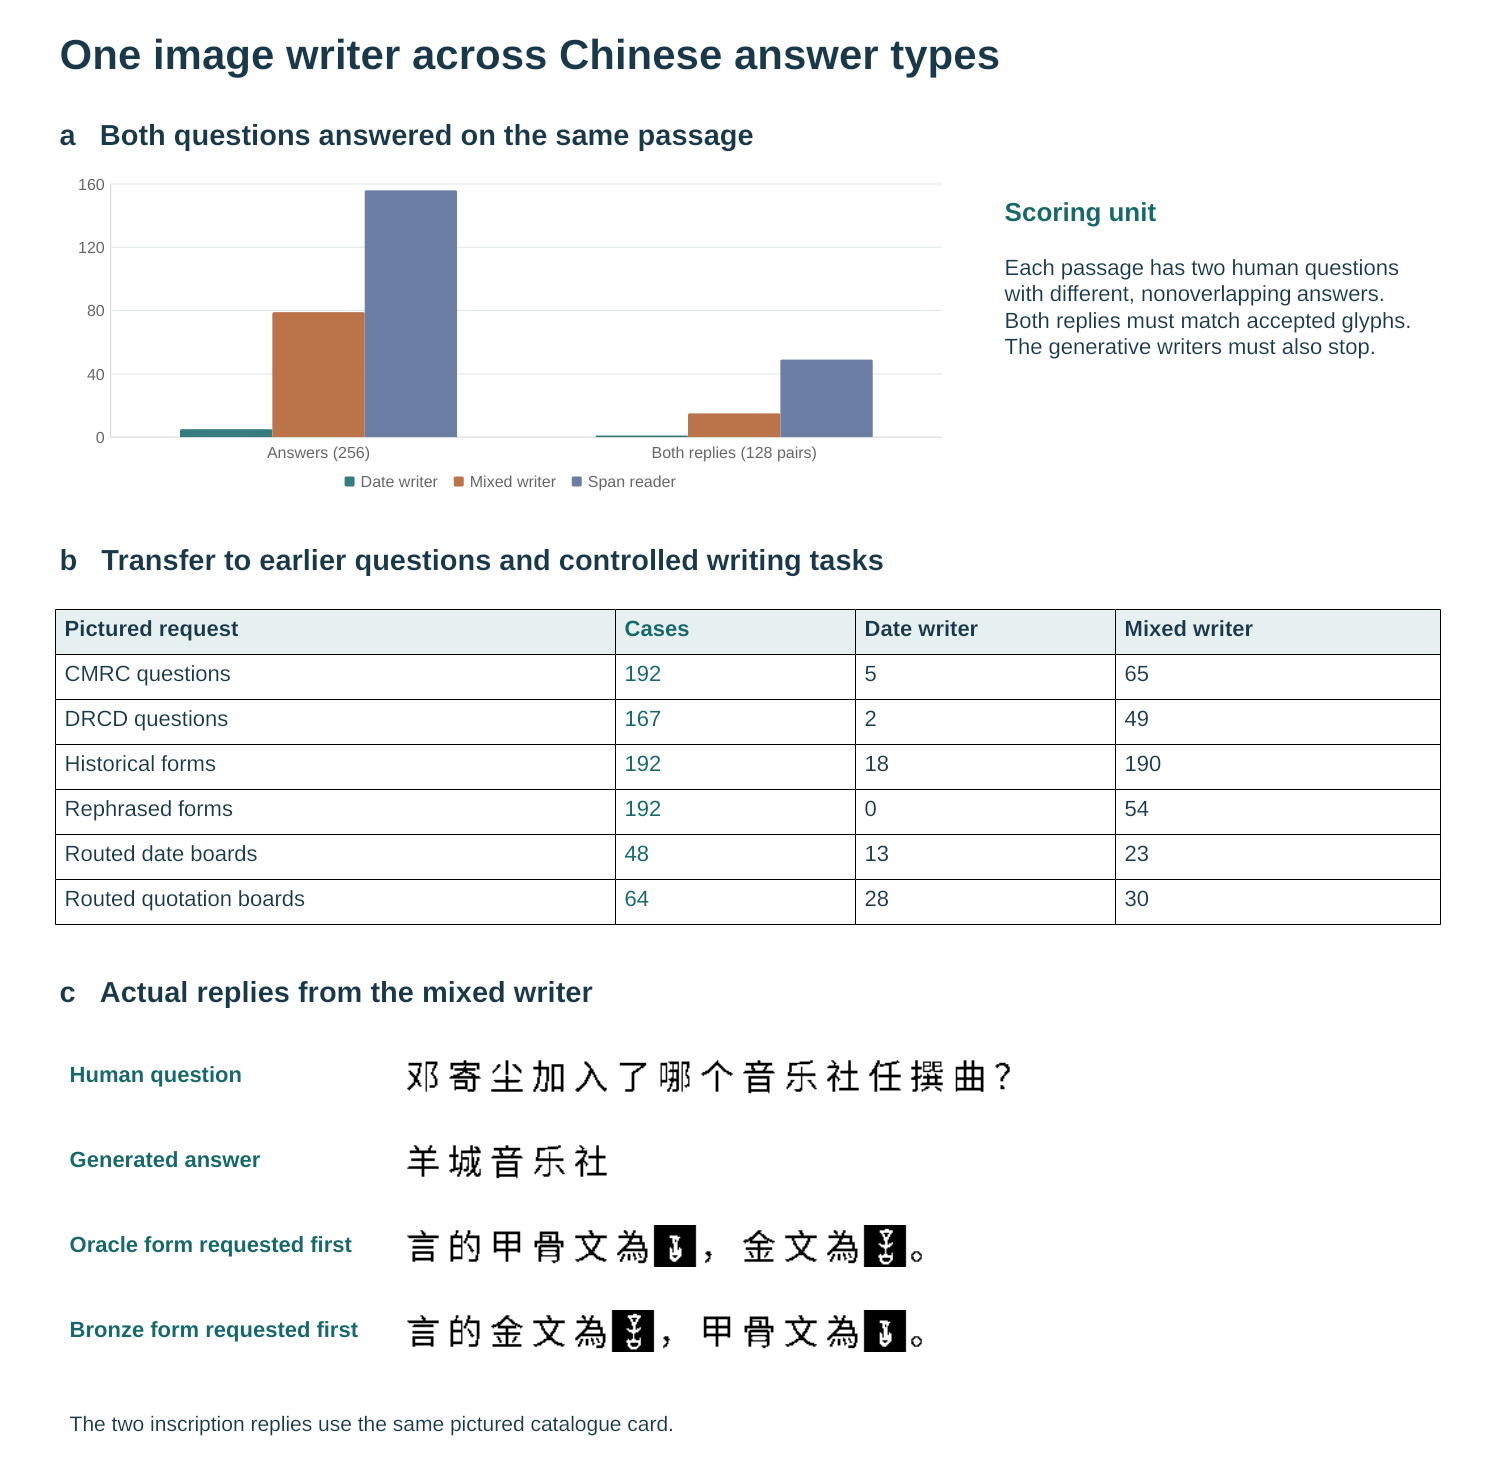 One image writer across Chinese answer types
a Both questions answered on the same passage
160
120
80
40
0
Answers (256)
Both replies (128 pairs)
Date writer
Mixed writer
Span reader
Scoring unit
Each passage has two human questions
with different, nonoverlapping answers.
Both replies must match accepted glyphs.
The generative writers must also stop.
b Transfer to earlier questions and controlled writing tasks
Pictured request Cases Date writer Mixed writer
CMRC questions 192 5 65
DRCD questions 167 2 49
Historical forms 192 18 190
Rephrased forms 192 0 54
Routed date boards 48 13 23
Routed quotation boards 64 28 30
c Actual replies from the mixed writer
Human question 邓寄尘加入了哪个音乐社任撰曲？
Generated answer 羊城音乐社
Oracle form requested first 言的甲骨文為，金文為。
Bronze form requested first 言的金文為，甲骨文為。
The two inscription replies use the same pictured catalogue card.